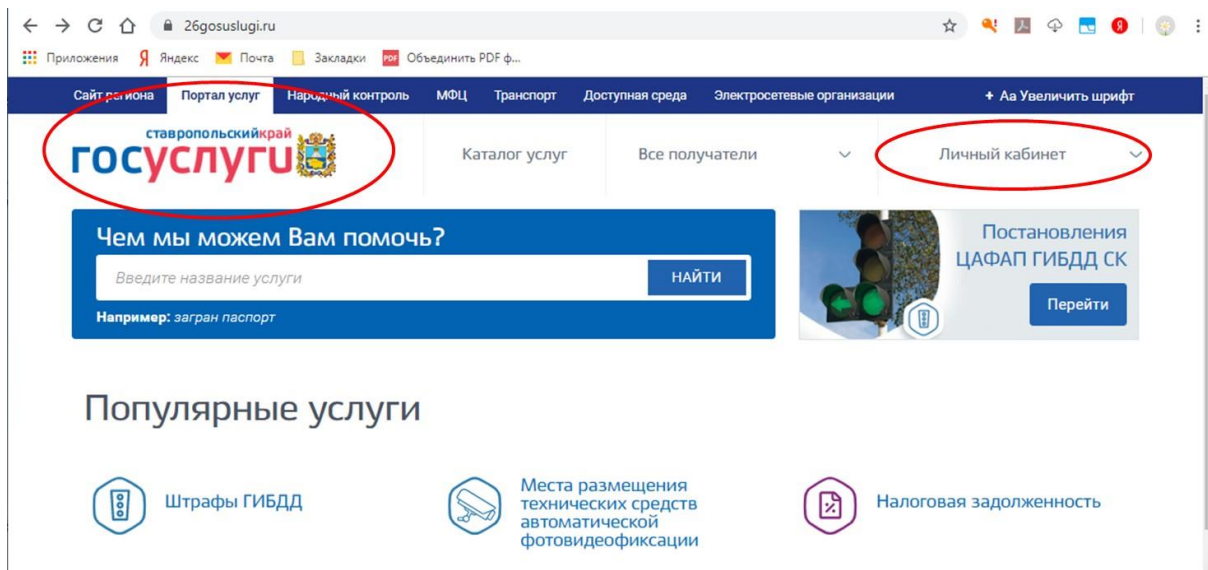 26gosuslugi.ru
Приложения Яндекс Почта Закладки PDF Объединить PDF ф...
Сайт региона Портал услуг Народный контроль МФЦ Транспорт Доступная среда Электросетевые организации + Aa Увеличить шрифт
ставропольскийкрай
госуслуги
Каталог услуг Все получатели Личный кабинет
Чем мы можем Вам помочь?
Введите название услуги НАЙТИ
Например: загран паспорт
Постановления
ЦАФАП ГИБДД СК
Перейти
Популярные услуги
Штрафы ГИБДД
Места размещения
технических средств
автоматической
фотовидеофиксации
Налоговая задолженность